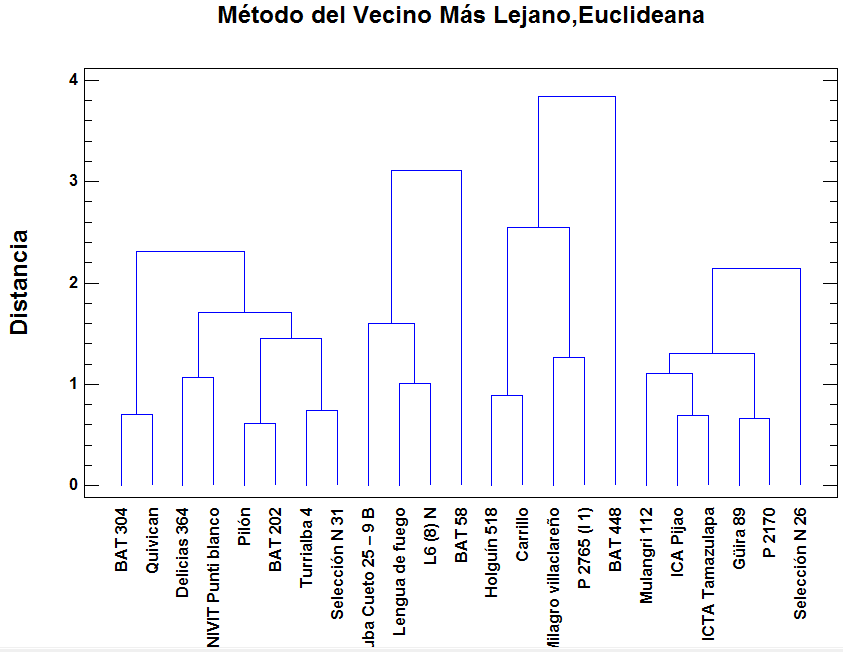 Método del Vecino Más Lejano,Euclideana
Distancia
4
3
2
1
0
BAT 304
Quivican
Delicias 364
NIVIT Punti blanco
Pilón
BAT 202
Turrialba 4
Selección N 31
uba Cueto 25 – 9 B
Lengua de fuego
L6 (8) N
BAT 58
Holguín 518
Carrillo
Milagro villaclareño
P 2765 (I 1)
BAT 448
Mulangri 112
ICA Pijao
ICTA Tamazulapa
Güira 89
P 2170
Selección N 26